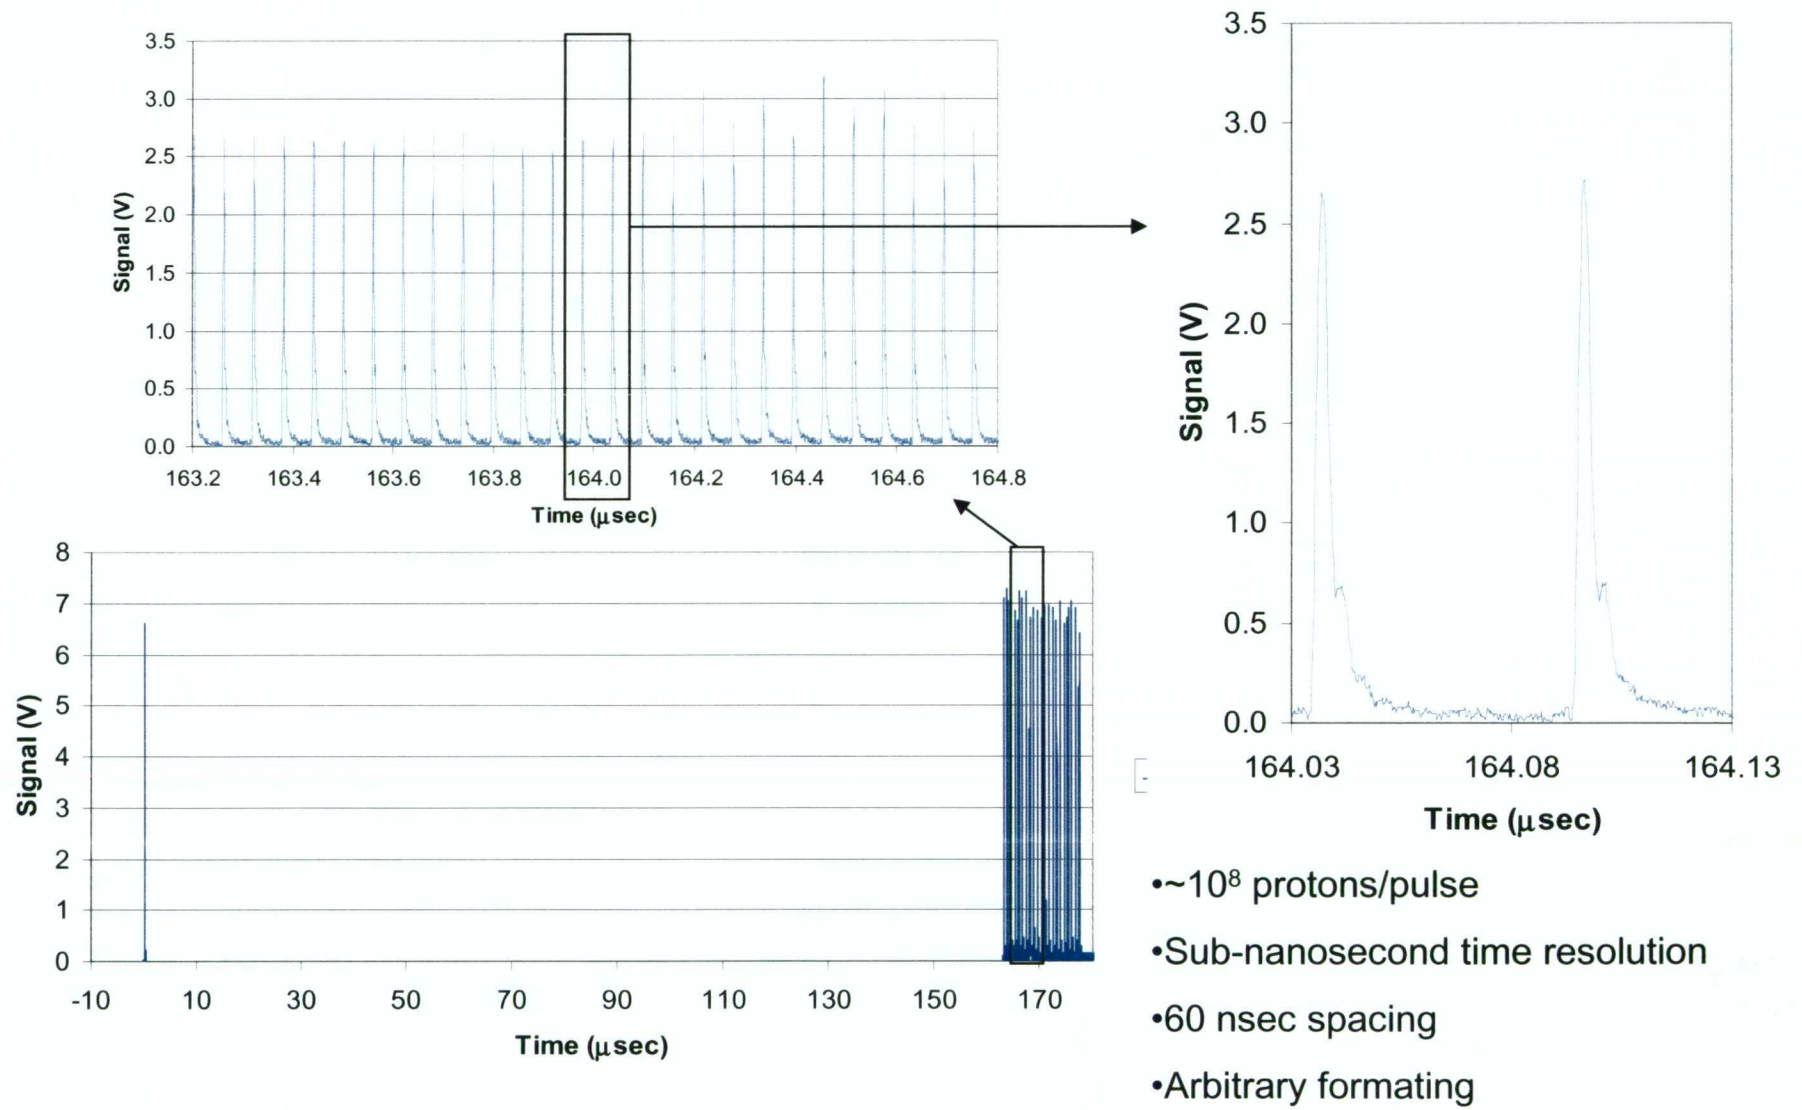 3.5
3.0
2.5
2.0
1.5
1.0
0.5
0.0
Signal (V)
163.2 163.4 163.6 163.8 164.0 164.2 164.4 164.6 164.8
Time (μsec)
8
7
6
5
4
3
2
1
0
Signal (V)
-10 10 30 50 70 90 110 130 150 170
Time (μsec)
3.5
3.0
2.5
2.0
1.5
1.0
0.5
0.0
Signal (V)
164.03 164.08 164.13
Time (μsec)
•~10⁸ protons/pulse
•Sub-nanosecond time resolution
•60 nsec spacing
•Arbitrary formating